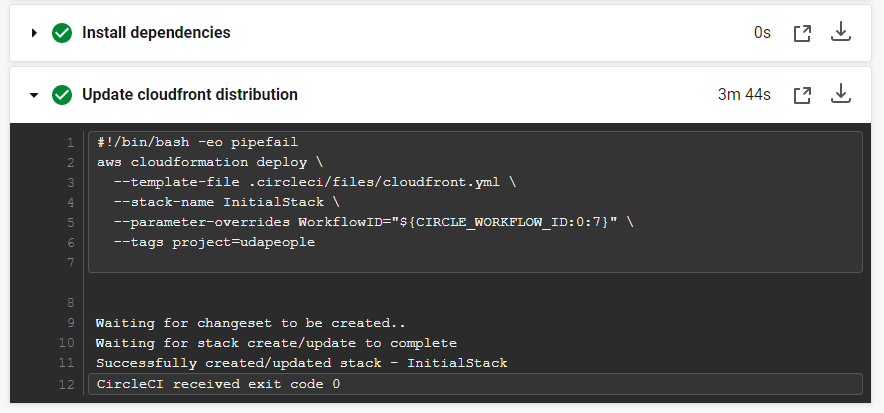 Install dependencies 0s
Update cloudfront distribution 3m 44s
1 #!/bin/bash -eo pipefail
2 aws cloudformation deploy \
3 --template-file .circleci/files/cloudfront.yml \
4 --stack-name InitialStack \
5 --parameter-overrides WorkflowID="${CIRCLE_WORKFLOW_ID:0:7}" \
6 --tags project=udapeople
7
8
9 Waiting for changeset to be created..
10 Waiting for stack create/update to complete
11 Successfully created/updated stack - InitialStack
12 CircleCI received exit code 0